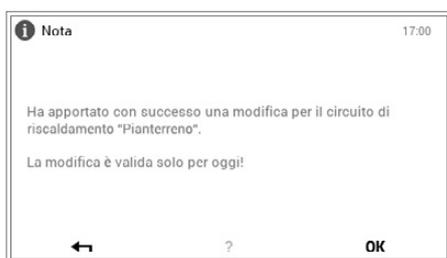 Nota 17:00
Ha apportato con successo una modifica per il circuito di
riscaldamento "Pianterreno".
La modifica è valida solo per oggi!
? OK